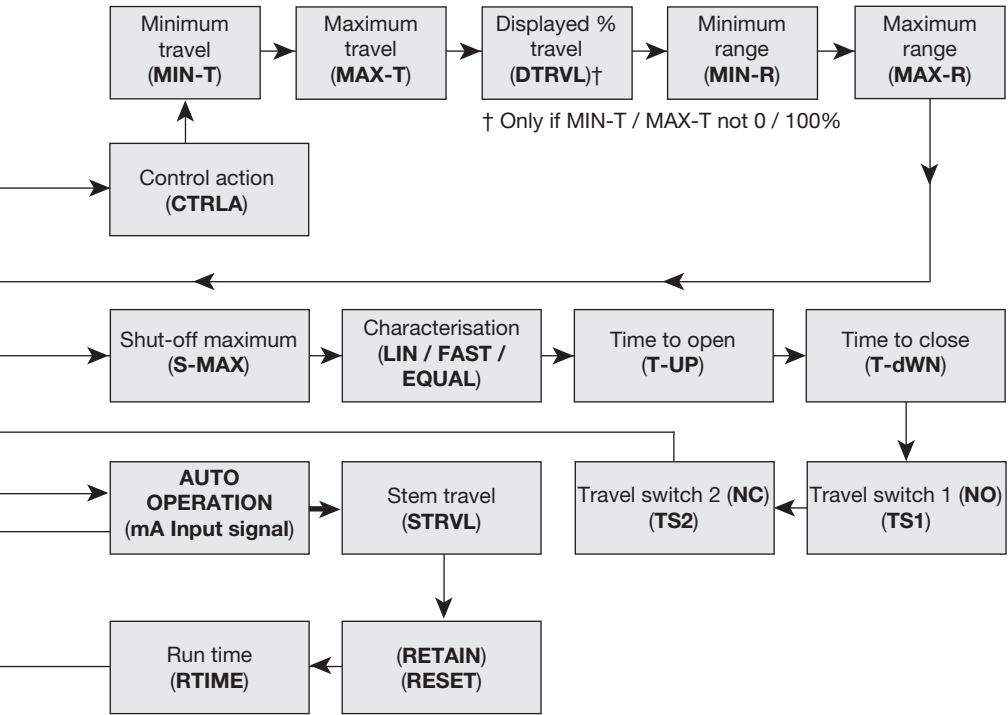 Minimum
travel
(MIN-T)
Maximum
travel
(MAX-T)
Displayed %
travel
(DTRVL)†
Minimum
range
(MIN-R)
Maximum
range
(MAX-R)
† Only if MIN-T / MAX-T not 0 / 100%
Control action
(CTRLA)
Shut-off maximum
(S-MAX)
Characterisation
(LIN / FAST /
EQUAL)
Time to open
(T-UP)
Time to close
(T-dWN)
AUTO
OPERATION
(mA Input signal)
Stem travel
(STRVL)
Travel switch 2 (NC)
(TS2)
Travel switch 1 (NO)
(TS1)
Run time
(RTIME)
(RETAIN)
(RESET)